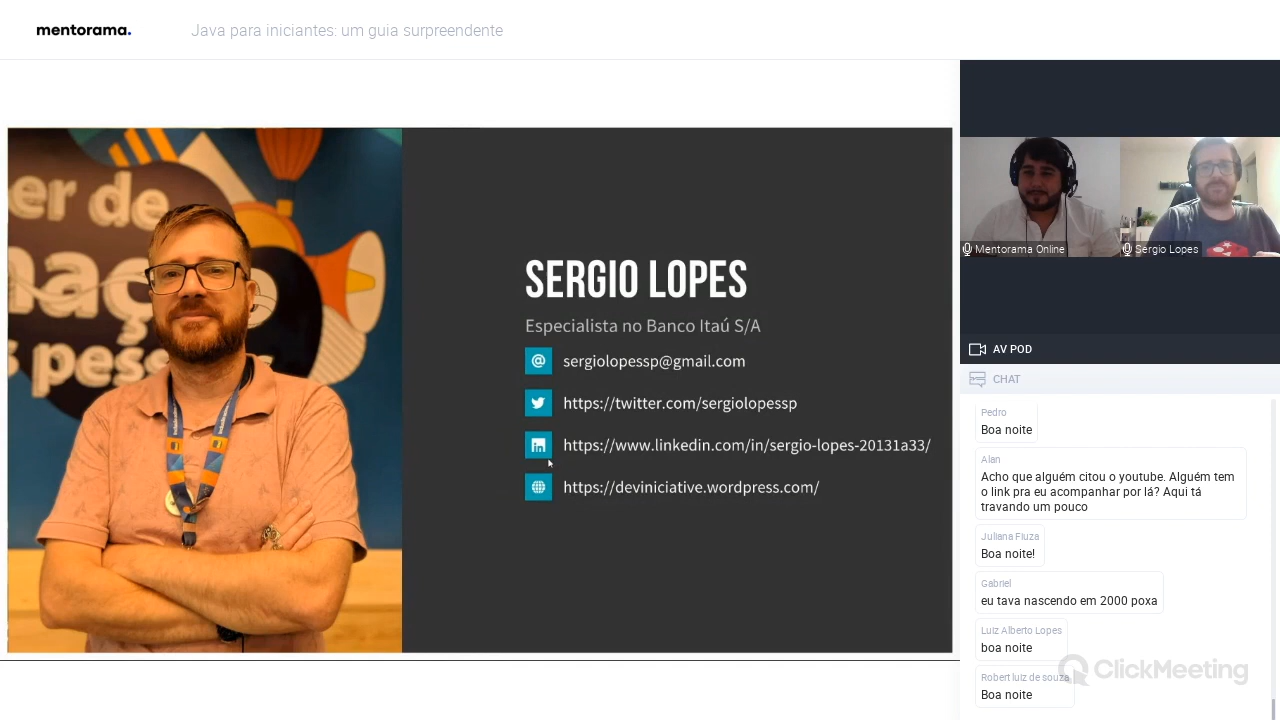 mentorama.
Java para iniciantes: um guia surpreendente
er de
maç
s pess
SERGIO LOPES
Especialista no Banco Itaú S/A
sergiolopessp@gmail.com
https://twitter.com/sergiolopessp
https://www.linkedin.com/in/sergio-lopes-20131a33/
https://deviniciative.wordpress.com/
Mentorama Online
Sergio Lopes
AV POD
CHAT
Pedro
Boa noite
Alan
Acho que alguém citou o youtube. Alguém tem
o link pra eu acompanhar por lá? Aqui tá
travando um pouco
Juliana Fiuza
Boa noite!
Gabriel
eu tava nascendo em 2000 poxa
Luiz Alberto Lopes
boa noite
Robert luiz de souza
Boa noite
ClickMeeting